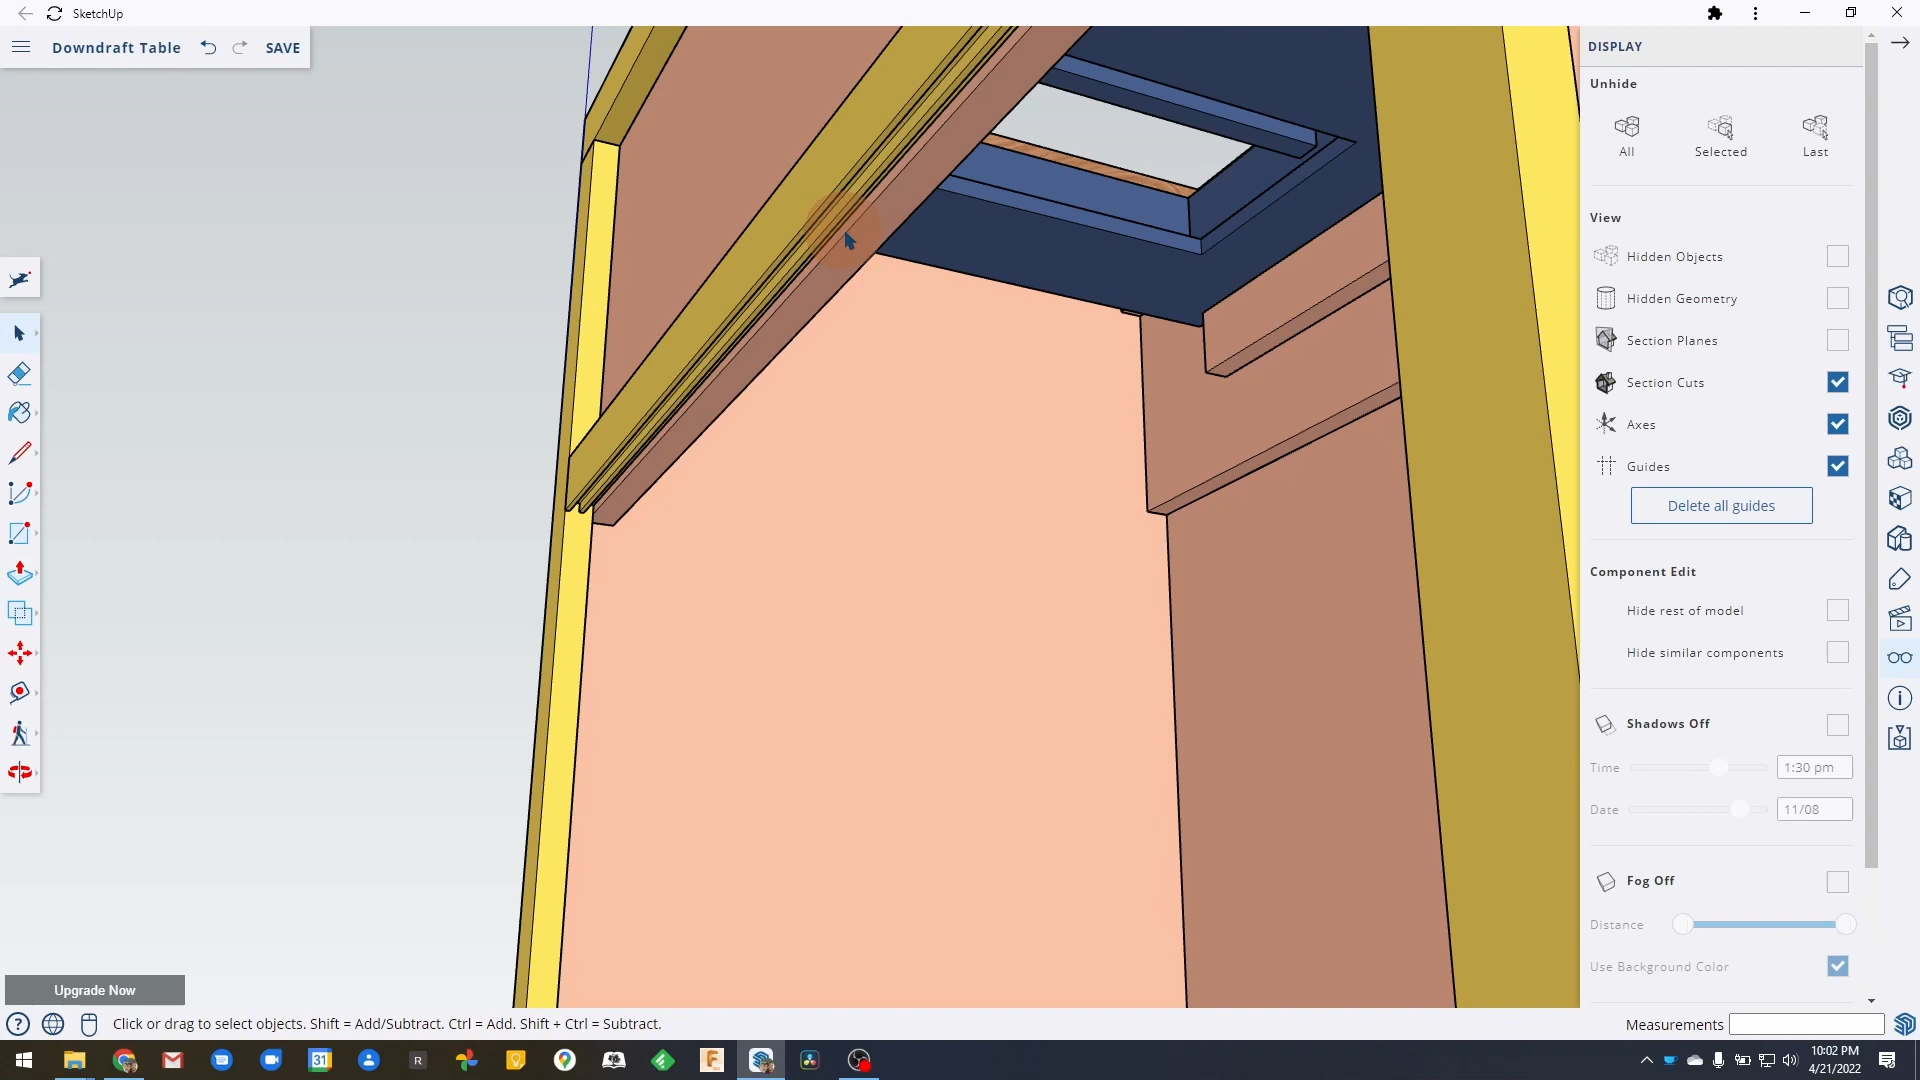 SketchUp
Downdraft Table
SAVE
DISPLAY
Unhide
All
Selected
Last
View
Hidden Objects
Hidden Geometry
Section Planes
Section Cuts
Axes
Guides
Delete all guides
Component Edit
Hide rest of model
Hide similar components
Shadows Off
Time
1:30 pm
Date
11/08
Fog Off
Distance
Use Background Color
Upgrade Now
Click or drag to select objects. Shift = Add/Subtract. Ctrl = Add. Shift + Ctrl = Subtract.
Measurements
31
R
F
10:02 PM
4/21/2022